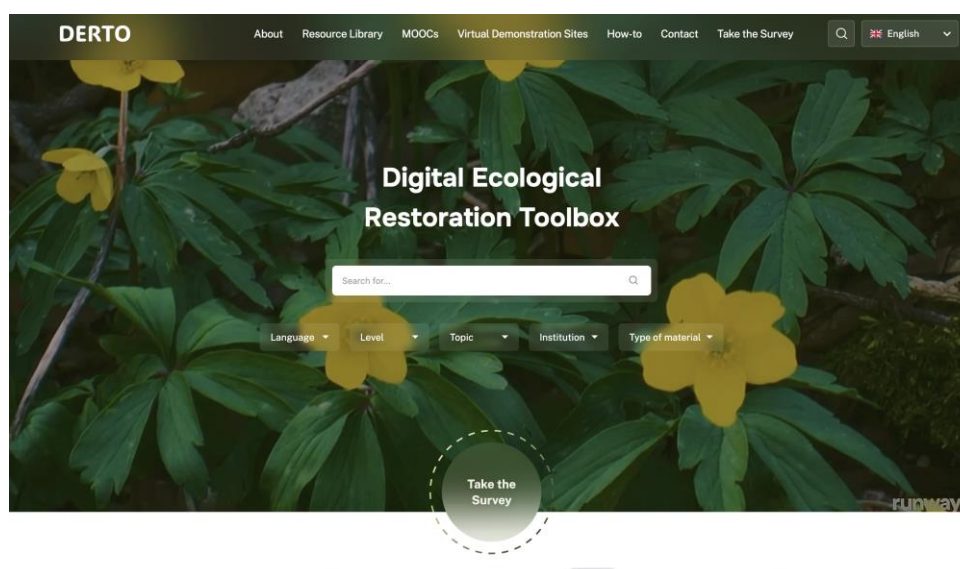 DERTO
About Resource Library MOOCs Virtual Demonstration Sites How-to Contact Take the Survey English
Digital Ecological
Restoration Toolbox
Search for...
Language Level Topic Institution Type of material
Take the
Survey
runway